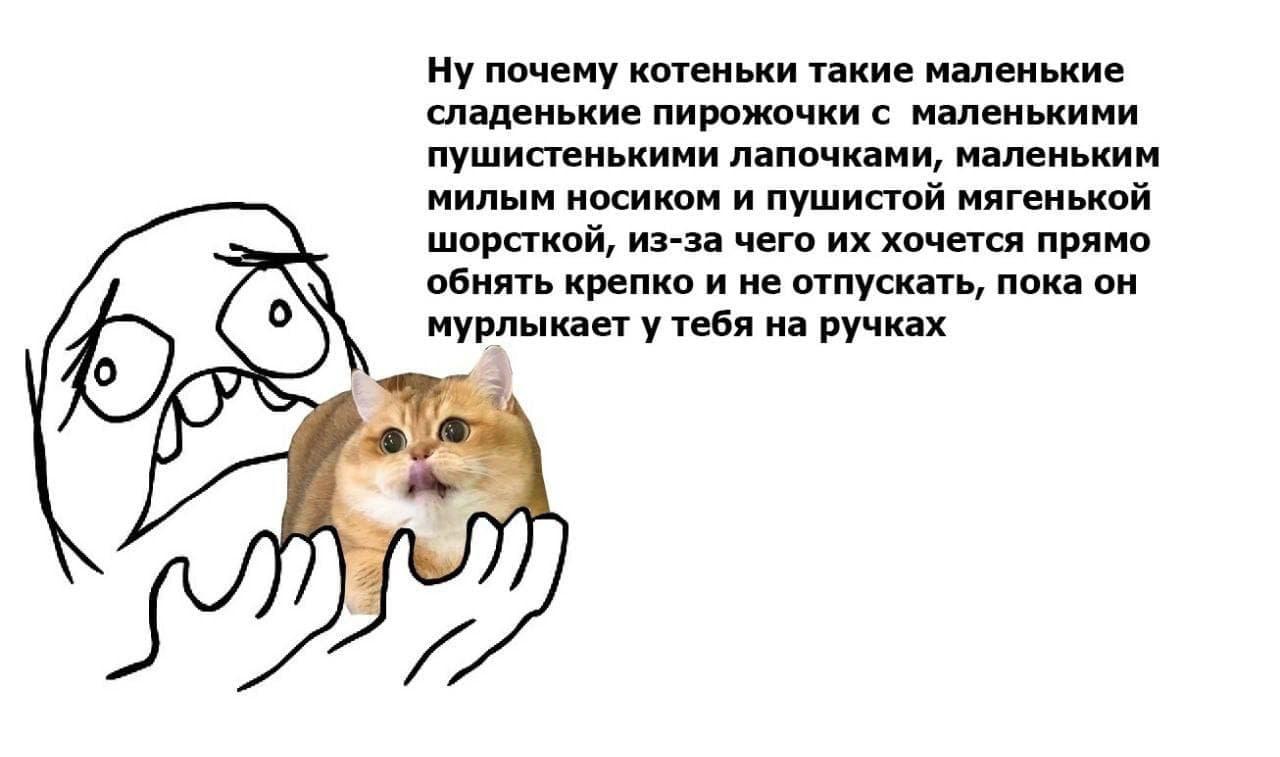 Ну почему котеньки такие маленькие
сладенькие пирожочки с  маленькими
пушистенькими лапочками, маленьким
милым носиком и пушистой мягенькой
шорсткой, из-за чего их хочется прямо
обнять крепко и не отпускать, пока он
мурлыкает у тебя на ручках